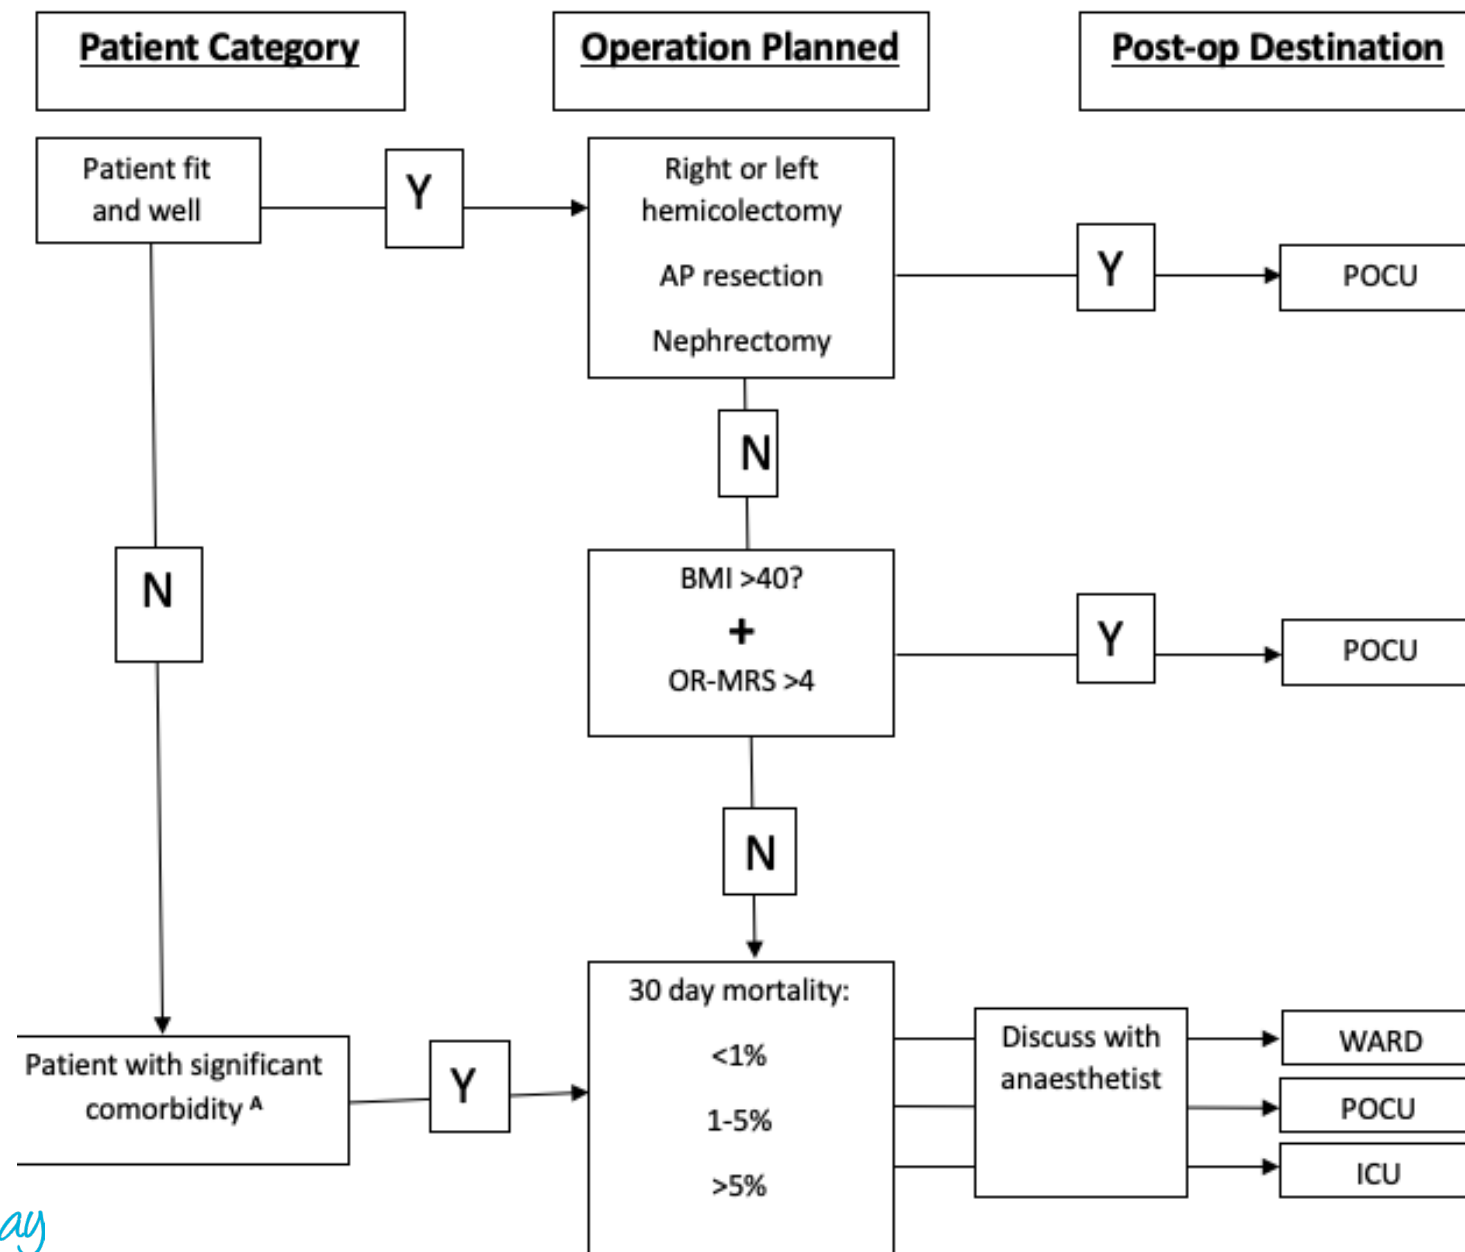 Patient Category
Operation Planned
Post-op Destination
Patient fit
and well
Y
Right or left
hemicolectomy
AP resection
Nephrectomy
Y
POCU
N
N
BMI >40?
+
OR-MRS >4
Y
POCU
N
Patient with significant
comorbidity ᴬ
Y
30 day mortality:
<1%
1-5%
>5%
Discuss with
anaesthetist
WARD
POCU
ICU
ay